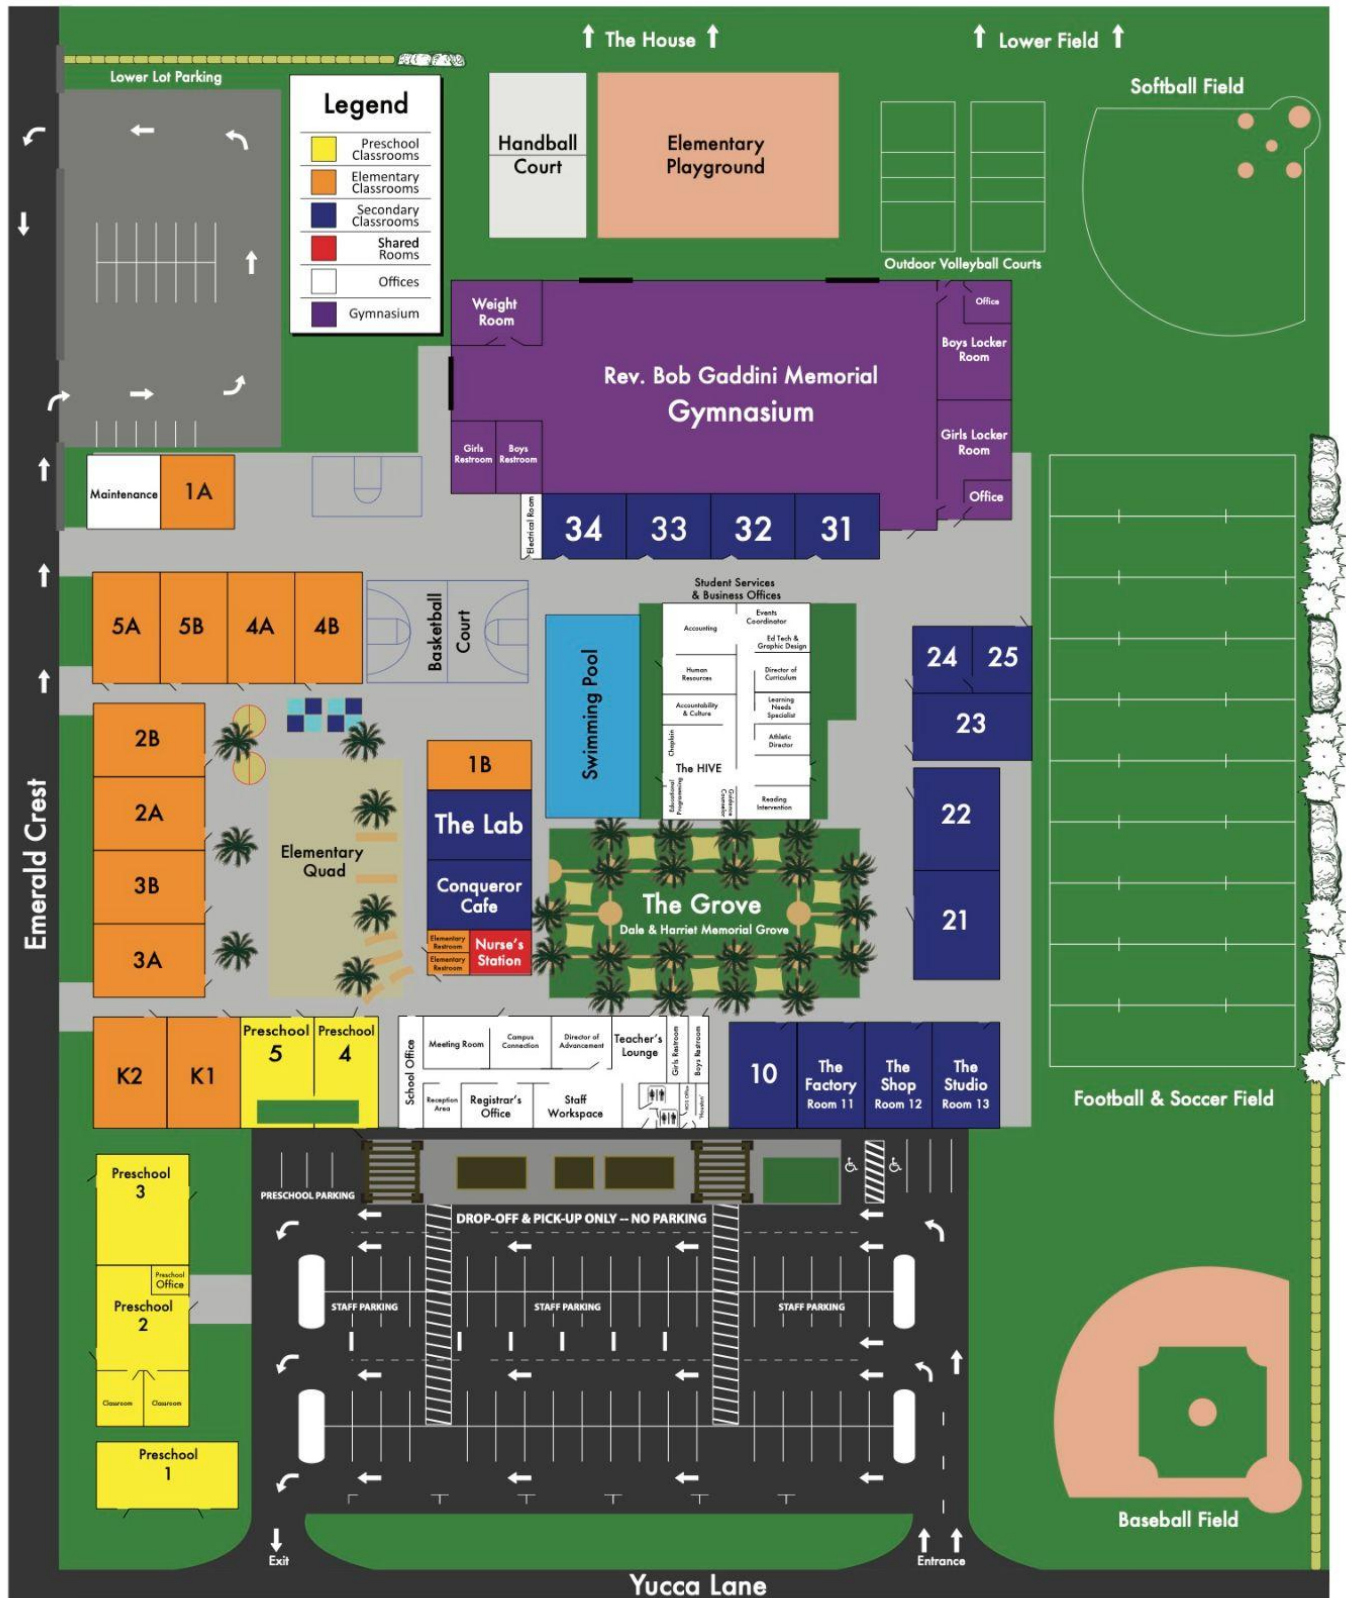 The House
Lower Field
Lower Lot Parking
Legend
Preschool
Classrooms
Elementary
Classrooms
Secondary
Classrooms
Shared
Rooms
Offices
Gymnasium
Handball
Court
Elementary
Playground
Softball Field
Outdoor Volleyball Courts
Weight
Room
Office
Boys Locker
Room
Rev. Bob Gaddini Memorial
Gymnasium
Girls
Restroom
Boys
Restroom
Girls Locker
Room
Office
Maintenance
1A
Electrical Room
34
33
32
31
5A
5B
4A
4B
Basketball
Court
Swimming Pool
Student Services
& Business Offices
Accounting
Events
Coordinator
Ed Tech &
Graphic Design
Human
Resources
Director of
Curriculum
Accountability
& Culture
Learning
Needs
Specialist
Chaplain
Athletic
Director
The HIVE
Educational
Programming
Guidance
Counselor
Reading
Intervention
24
25
23
22
21
2B
2A
3B
3A
Elementary
Quad
1B
The Lab
Conqueror
Cafe
Elementary
Restroom
Elementary
Restroom
Nurse's
Station
The Grove
Dale & Harriet Memorial Grove
Emerald Crest
K2
K1
Preschool
5
Preschool
4
School Office
Meeting Room
Campus
Connection
Director of
Advancement
Teacher's
Lounge
Girls Restroom
Boys Restroom
Reception
Area
Registrar's
Office
Staff
Workspace
10
The
Factory
Room 11
The
Shop
Room 12
The
Studio
Room 13
Football & Soccer Field
Preschool
3
Preschool
Office
Preschool
2
Classroom
Classroom
Preschool
1
PRESCHOOL PARKING
DROP-OFF & PICK-UP ONLY -- NO PARKING
STAFF PARKING
STAFF PARKING
STAFF PARKING
Baseball Field
Exit
Entrance
Yucca Lane